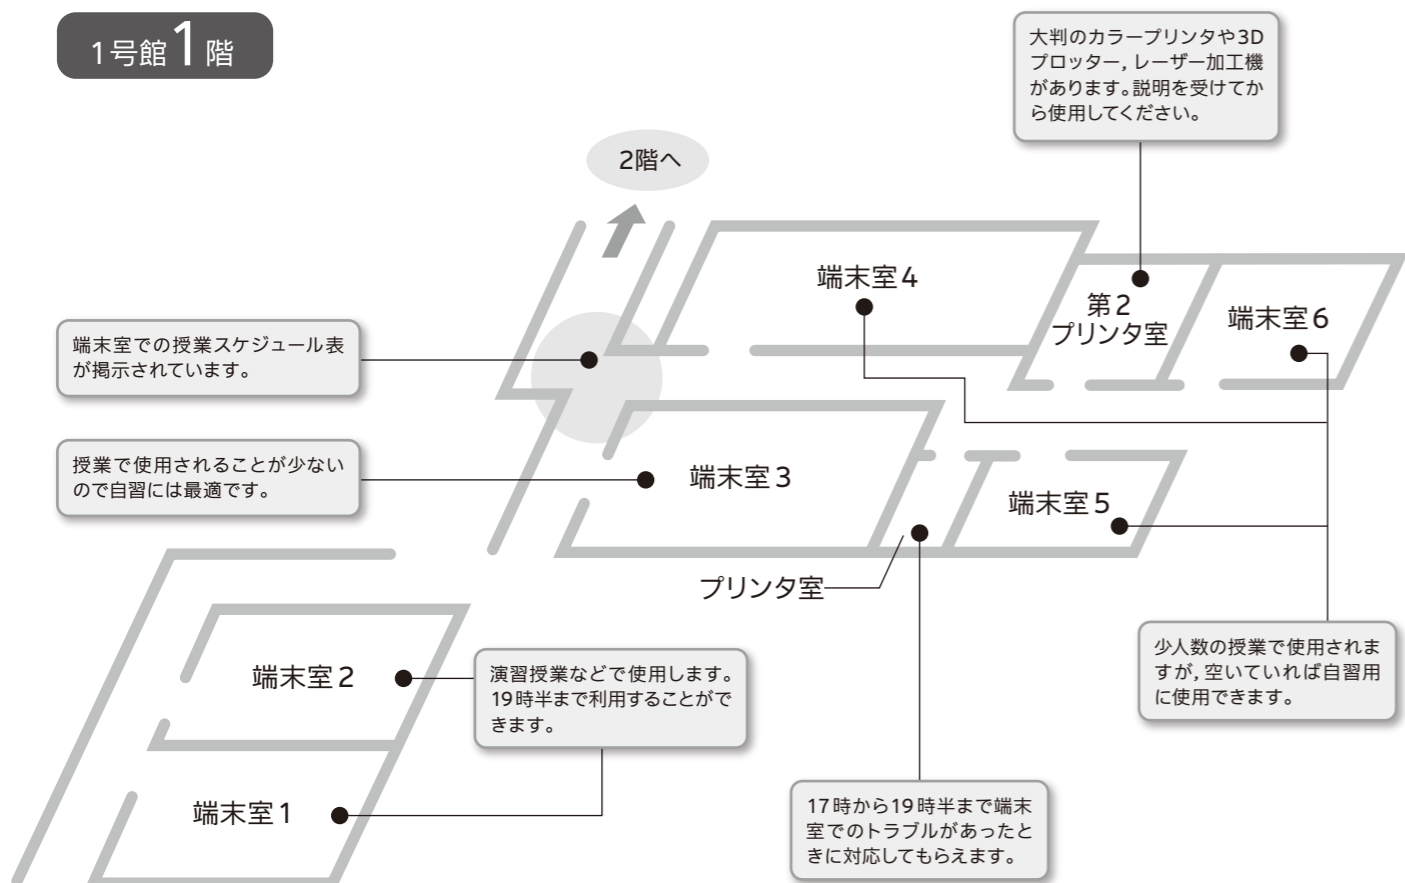 1号館1階
大判のカラープリンタや3D
プロッター，レーザー加工機
があります。説明を受けてか
ら使用してください。
2階へ
端末室4
第2
プリンタ室
端末室6
端末室での授業スケジュール表
が掲示されています。
授業で使用されることが少ない
ので自習には最適です。
端末室3
端末室5
プリンタ室
端末室2
演習授業などで使用します。
19時半まで利用することがで
きます。
少人数の授業で使用されま
すが，空いていれば自習用
に使用できます。
端末室1
17時から19時半まで端末
室でのトラブルがあったと
きに対応してもらえます。